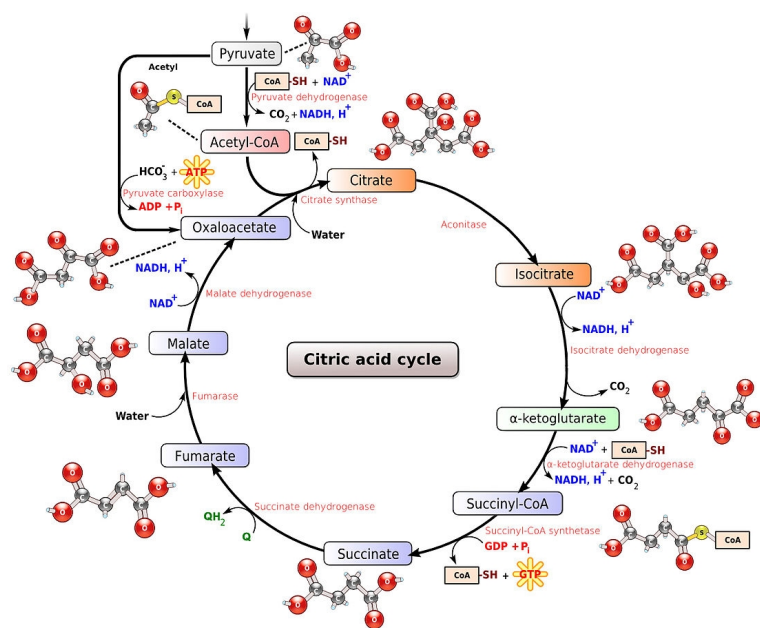 Pyruvate
Acetyl
CoA-SH + NAD+
Pyruvate dehydrogenase
CO2+NADH, H+
S CoA
Acetyl-CoA
CoA-SH
Citrate
HCO3- + ATP
Pyruvate carboxylase
ADP +Pi
Citrate synthase
Aconitase
Oxaloacetate
Water
NADH, H+
NAD+
Malate dehydrogenase
Isocitrate
NAD+
NADH, H+
Isocitrate dehydrogenase
Malate
Citric acid cycle
CO2
Water
Fumarase
α-ketoglutarate
NAD+ + CoA-SH
α-ketoglutarate dehydrogenase
NADH, H+ + CO2
Fumarate
Succinyl-CoA
Succinate dehydrogenase
QH2
Q
Succinyl-CoA synthetase
GDP +Pi
S CoA
Succinate
CoA-SH + GTP